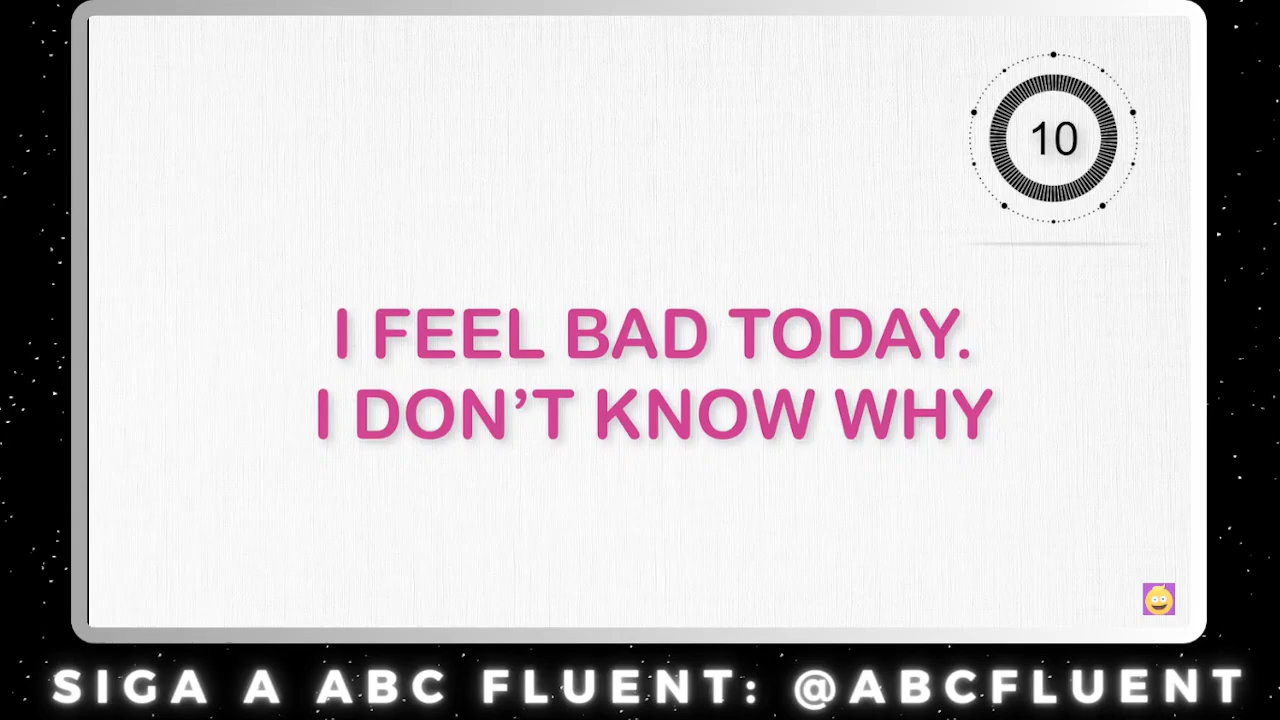 10
I FEEL BAD TODAY.
I DON’T KNOW WHY
SIGA A ABC FLUENT: @ABCFLUENT